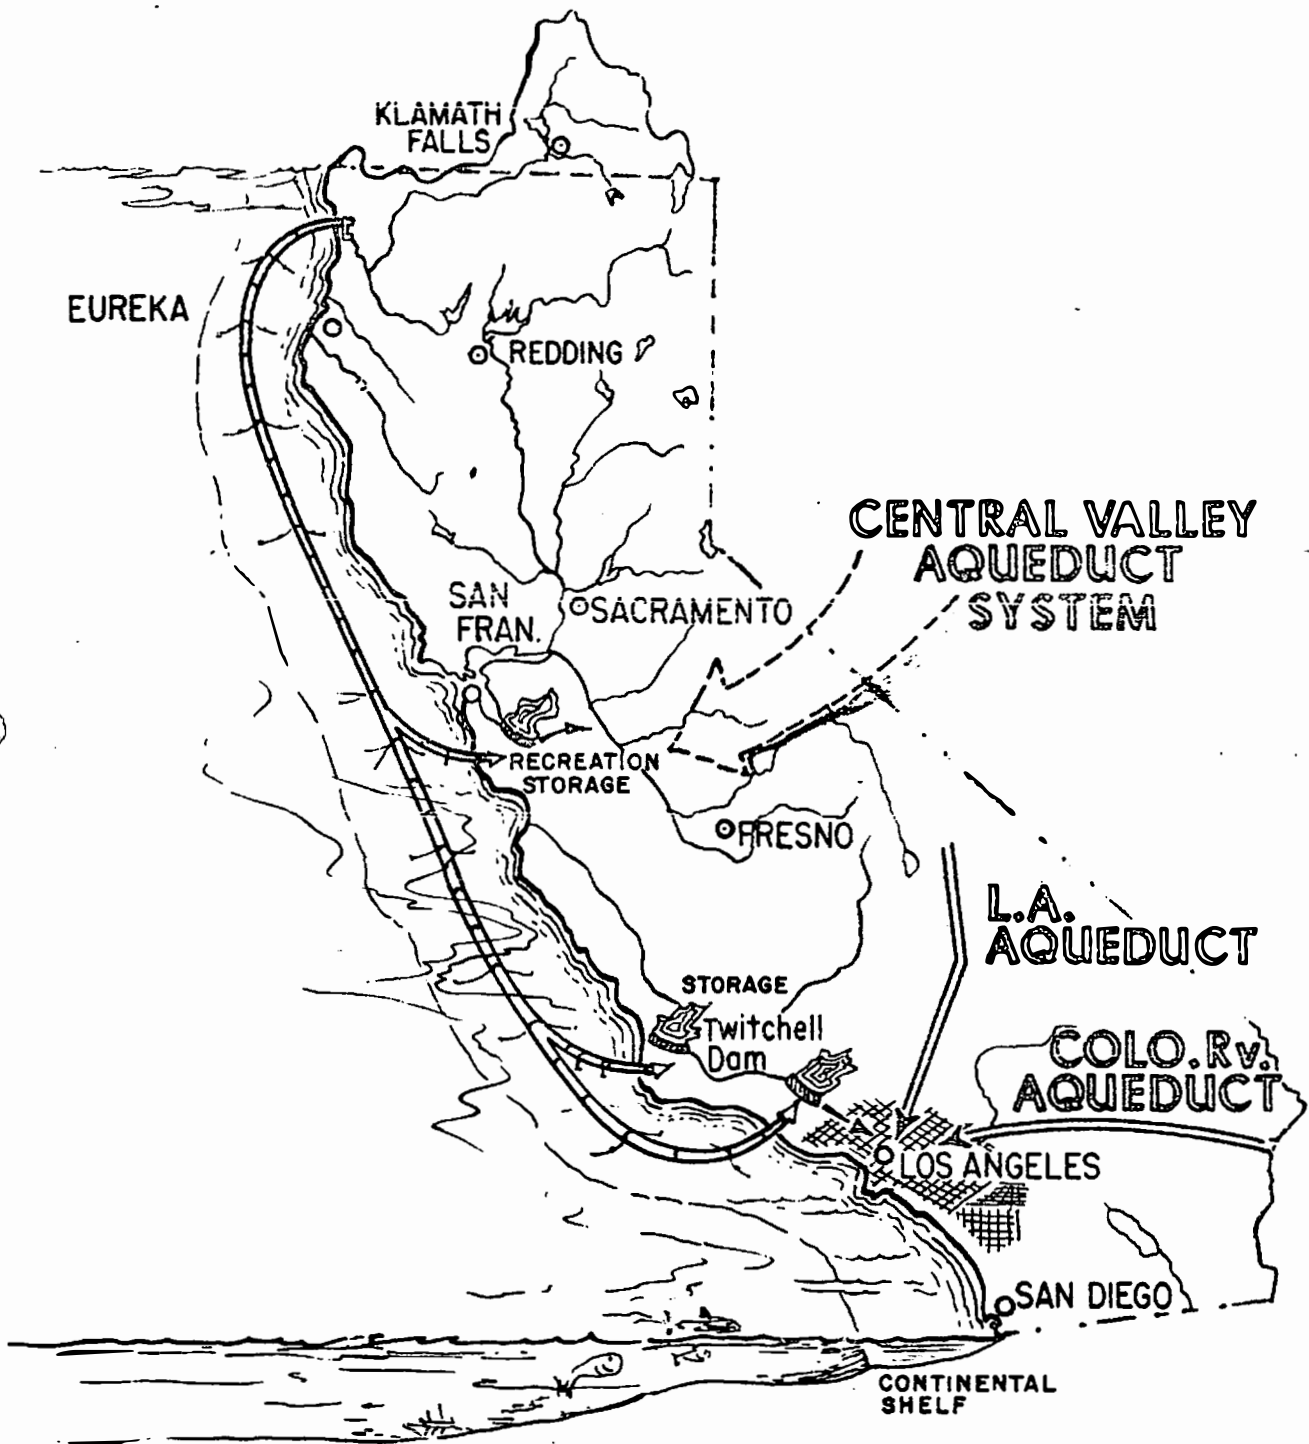 KLAMATH
FALLS
EUREKA
REDDING
CENTRAL VALLEY
AQUEDUCT
SYSTEM
SAN
FRAN.
SACRAMENTO
RECREATION
STORAGE
FRESNO
L.A.
AQUEDUCT
STORAGE
Twitchell
Dam
COLO. Rv.
AQUEDUCT
LOS ANGELES
SAN DIEGO
CONTINENTAL
SHELF